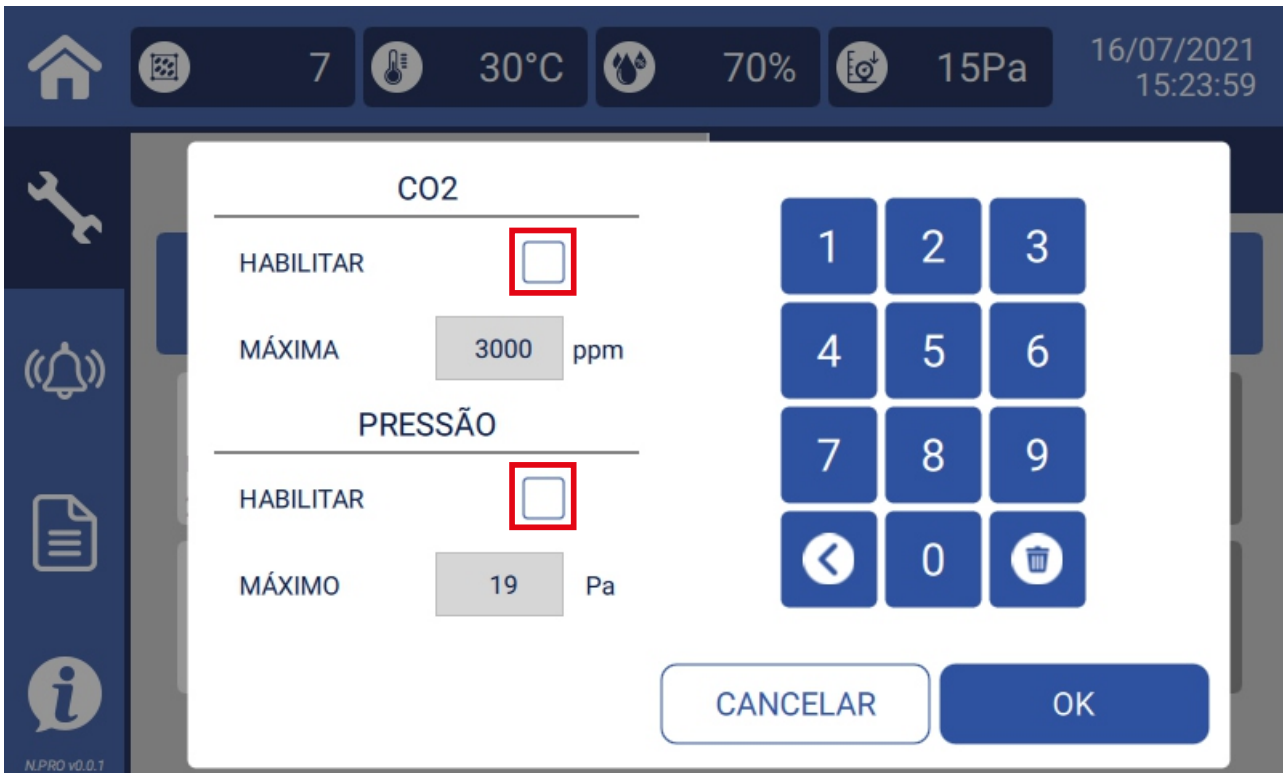 7
30°C
70%
15Pa
16/07/2021
15:23:59
CO2
HABILITAR
MÁXIMA 3000 ppm
PRESSÃO
HABILITAR
MÁXIMO 19 Pa
1 2 3
4 5 6
7 8 9
0
CANCELAR OK
N.PRO v0.0.1